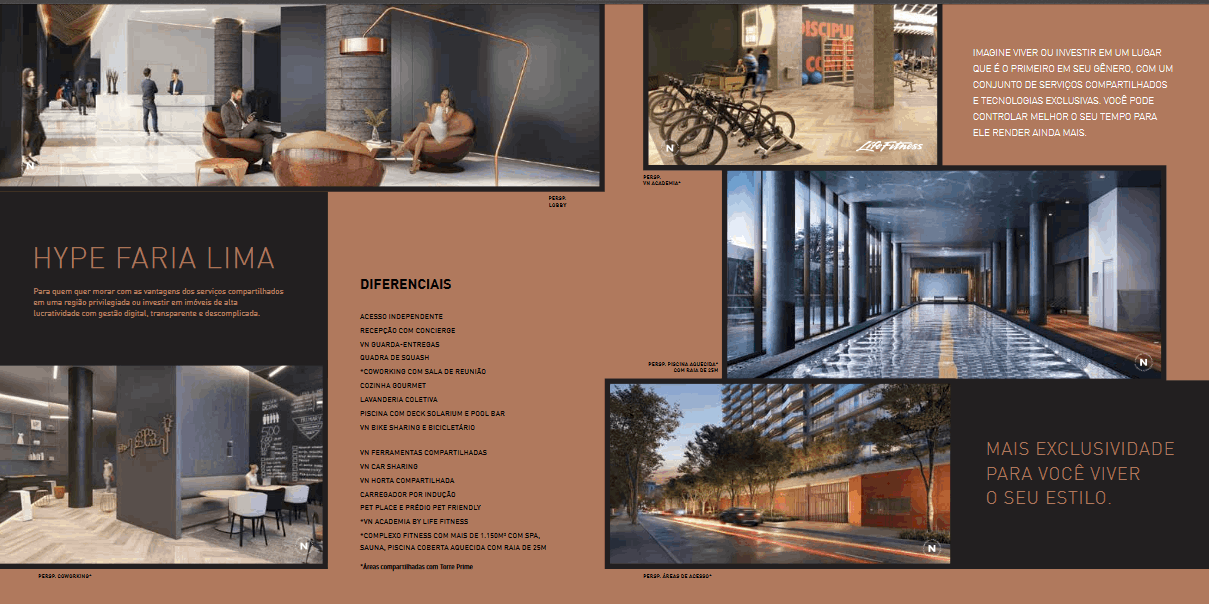 DISCIPLI
CON
LifeFitness
IMAGINE VIVER OU INVESTIR EM UM LUGAR
QUE É O PRIMEIRO EM SEU GÊNERO, COM UM
CONJUNTO DE SERVIÇOS COMPARTILHADOS
E TECNOLOGIAS EXCLUSIVAS. VOCÊ PODE
CONTROLAR MELHOR O SEU TEMPO PARA
ELE RENDER AINDA MAIS.
N
N
PERSP.
LOBBY
PERSP.
VN ACADEMIA*
HYPE FARIA LIMA
Para quem quer morar com as vantagens dos serviços compartilhados
em uma região privilegiada ou investir em imóveis de alta
lucratividade com gestão digital, transparente e descomplicada.
DIFERENCIAIS
ACESSO INDEPENDENTE
RECEPÇÃO COM CONCIERGE
VN GUARDA-ENTREGAS
QUADRA DE SQUASH
*COWORKING COM SALA DE REUNIÃO
COZINHA GOURMET
LAVANDERIA COLETIVA
PISCINA COM DECK SOLARIUM E POOL BAR
VN BIKE SHARING E BICICLETÁRIO
VN FERRAMENTAS COMPARTILHADAS
VN CAR SHARING
VN HORTA COMPARTILHADA
CARREGADOR POR INDUÇÃO
PET PLACE E PRÉDIO PET FRIENDLY
*VN ACADEMIA BY LIFE FITNESS
*COMPLEXO FITNESS COM MAIS DE 1.150M² COM SPA,
SAUNA, PISCINA COBERTA AQUECIDA COM RAIA DE 25M
*Áreas compartilhadas com Torre Prime
PERSP. PISCINA AQUECIDA*
COM RAIA DE 25M
N
MAIS EXCLUSIVIDADE
PARA VOCÊ VIVER
O SEU ESTILO.
N
N
PERSP. COWORKING*
PERSP. ÁREAS DE ACESSO*